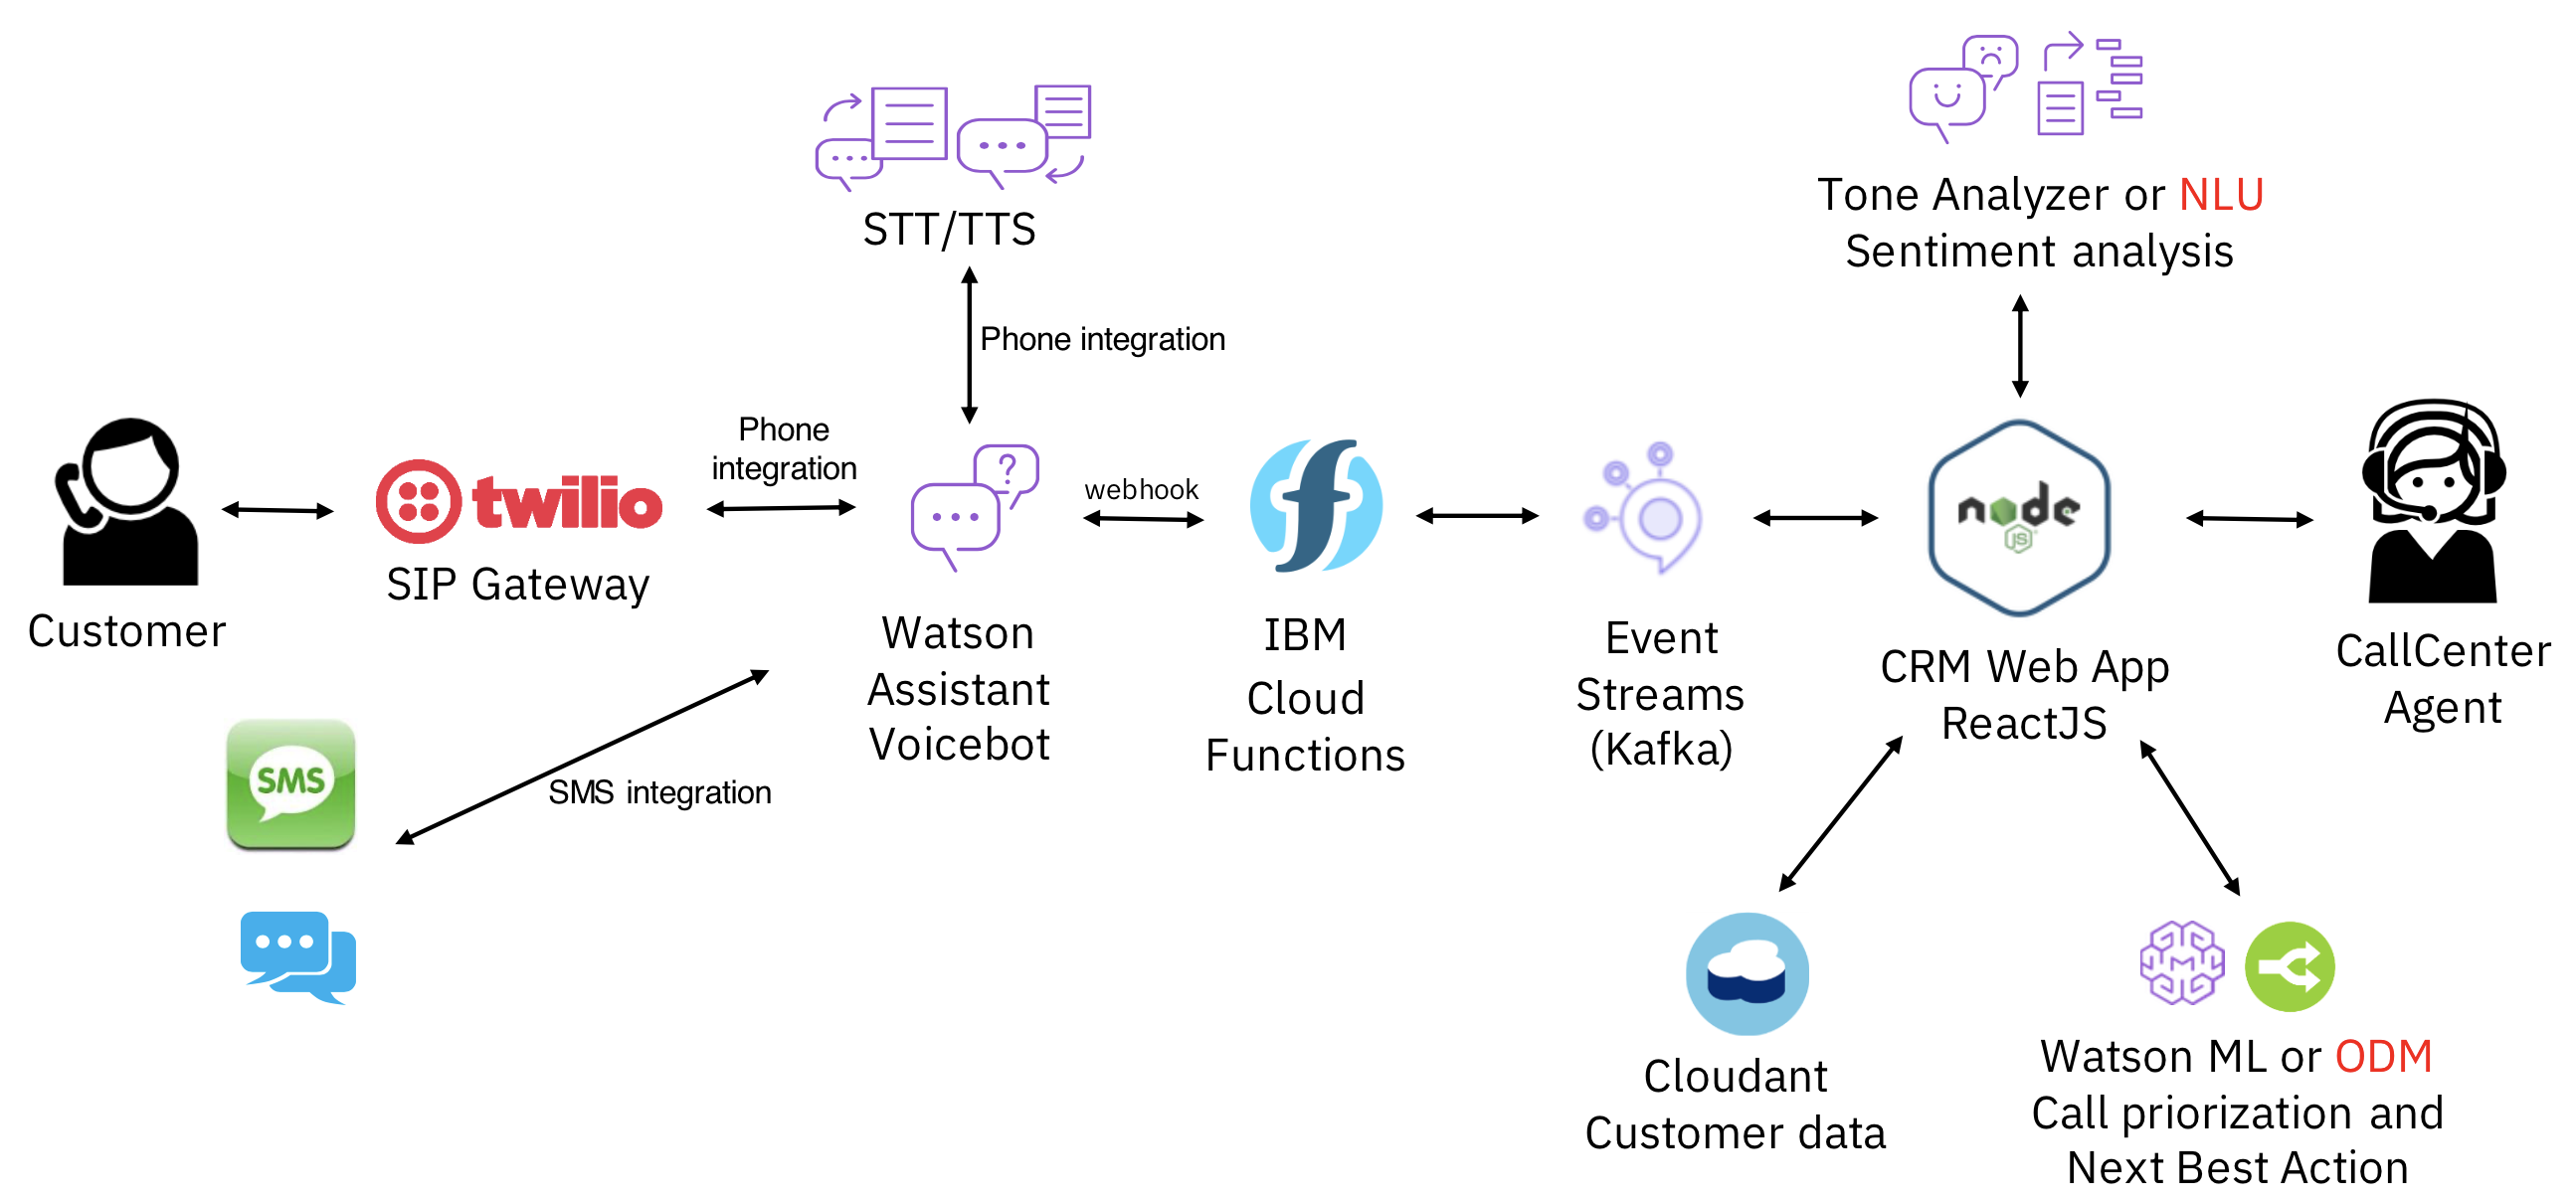 STT/TTS
Tone Analyzer or NLU
Sentiment analysis
Phone integration
Phone
integration
twilio
SIP Gateway
Customer
?
webhook
Watson
Assistant
Voicebot
IBM
Cloud
Functions
Event
Streams
(Kafka)
node
JS
CRM Web App
ReactJS
CallCenter
Agent
SMS
SMS integration
Cloudant
Customer data
Watson ML or ODM
Call priorization and
Next Best Action